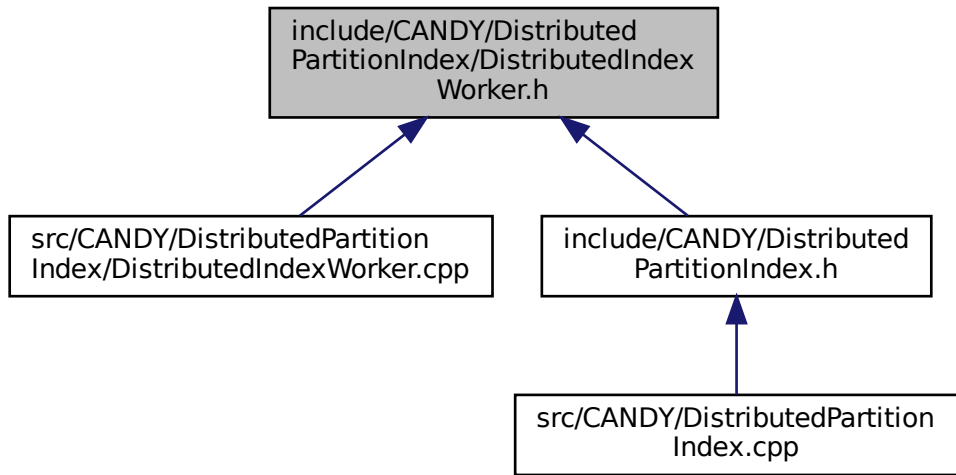 include/CANDY/Distributed
PartitionIndex/DistributedIndex
Worker.h
src/CANDY/DistributedPartition
Index/DistributedIndexWorker.cpp
include/CANDY/Distributed
PartitionIndex.h
src/CANDY/DistributedPartition
Index.cpp